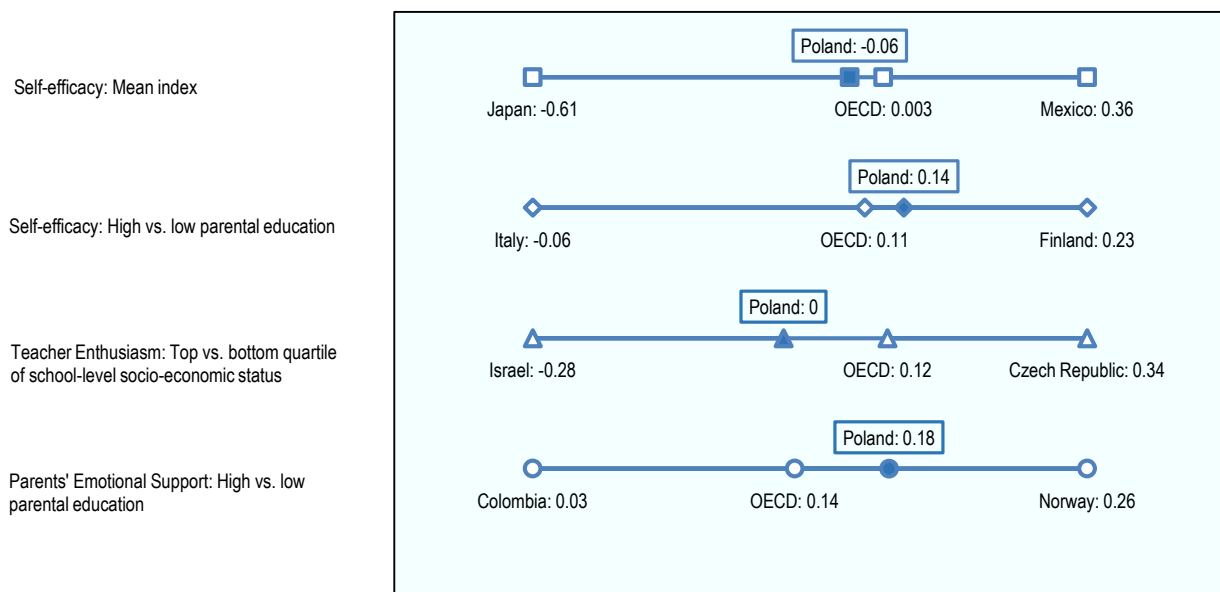 Poland: -0.06
Self-efficacy: Mean index
Japan: -0.61
OECD: 0.003
Mexico: 0.36
Poland: 0.14
Self-efficacy: High vs. low parental education
Italy: -0.06
OECD: 0.11
Finland: 0.23
Poland: 0
Teacher Enthusiasm: Top vs. bottom quartile
of school-level socio-economic status
Israel: -0.28
OECD: 0.12
Czech Republic: 0.34
Poland: 0.18
Parents' Emotional Support: High vs. low
parental education
Colombia: 0.03
OECD: 0.14
Norway: 0.26